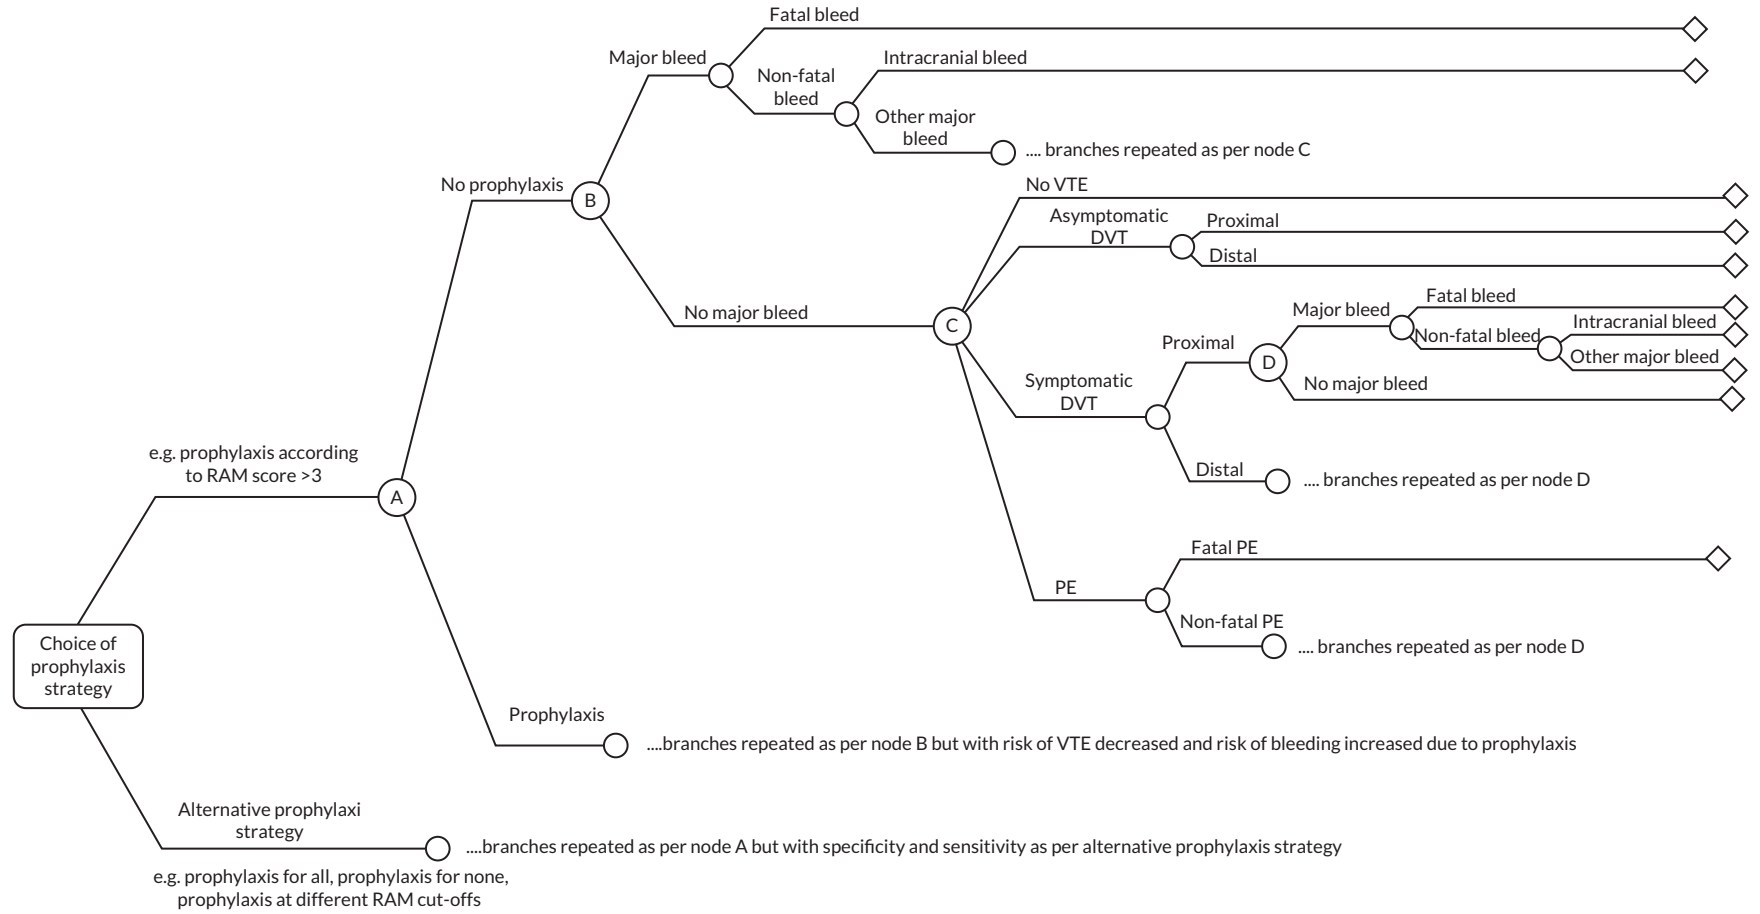 Fatal bleed
Major bleed
Intracranial bleed
Non-fatal
bleed
Other major
bleed
.... branches repeated as per node C
No prophylaxis
B
No VTE
Asymptomatic
DVT
Proximal
Distal
No major bleed
C
Major bleed
Fatal bleed
Non-fatal bleed
Intracranial bleed
Other major bleed
Proximal
D
No major bleed
Symptomatic
DVT
Distal
.... branches repeated as per node D
e.g. prophylaxis according
to RAM score >3
A
Fatal PE
PE
Non-fatal PE
.... branches repeated as per node D
Choice of
prophylaxis
strategy
Prophylaxis
....branches repeated as per node B but with risk of VTE decreased and risk of bleeding increased due to prophylaxis
Alternative prophylaxi
strategy
....branches repeated as per node A but with specificity and sensitivity as per alternative prophylaxis strategy
e.g. prophylaxis for all, prophylaxis for none,
prophylaxis at different RAM cut-offs